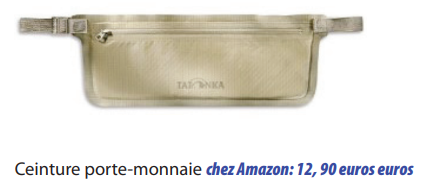 TATONKA
Ceinture porte-monnaie chez Amazon: 12, 90 euros euros